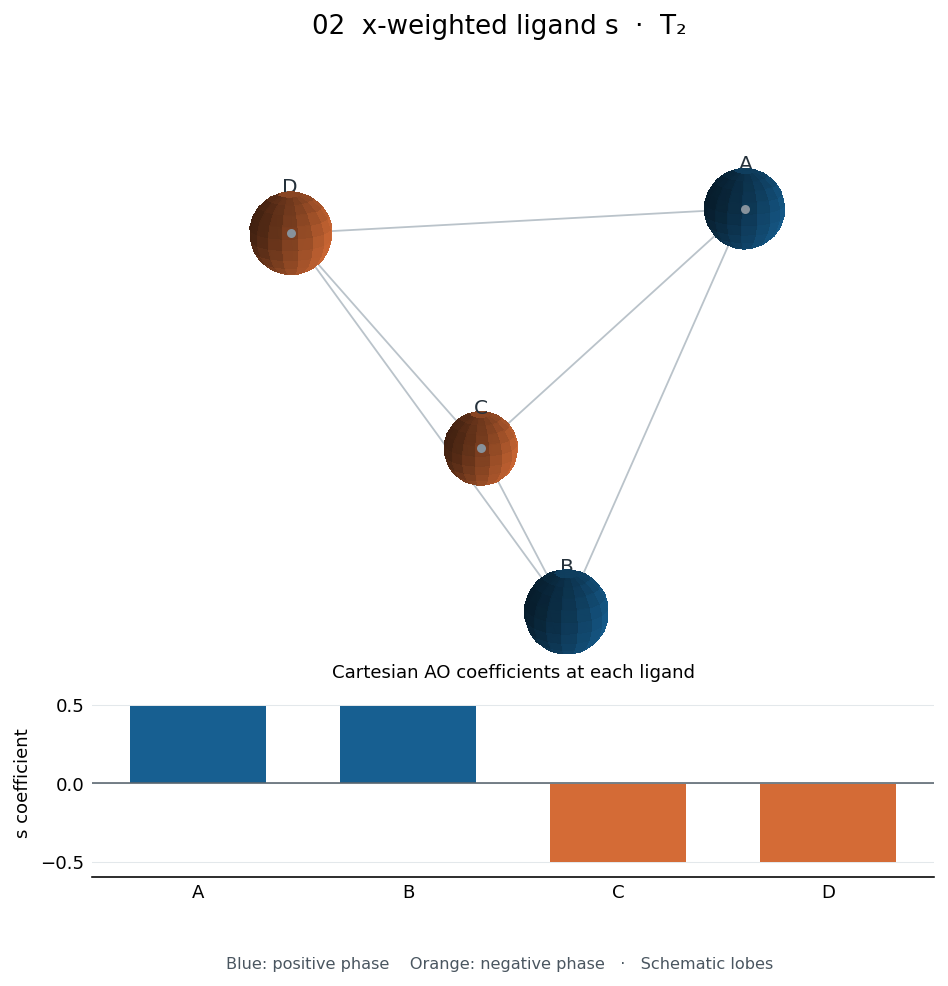 02  x-weighted ligand s  ·  T₂
A
D
C
B
Cartesian AO coefficients at each ligand
s coefficient
0.5
0.0
−0.5
A B C D
Blue: positive phase    Orange: negative phase   ·   Schematic lobes